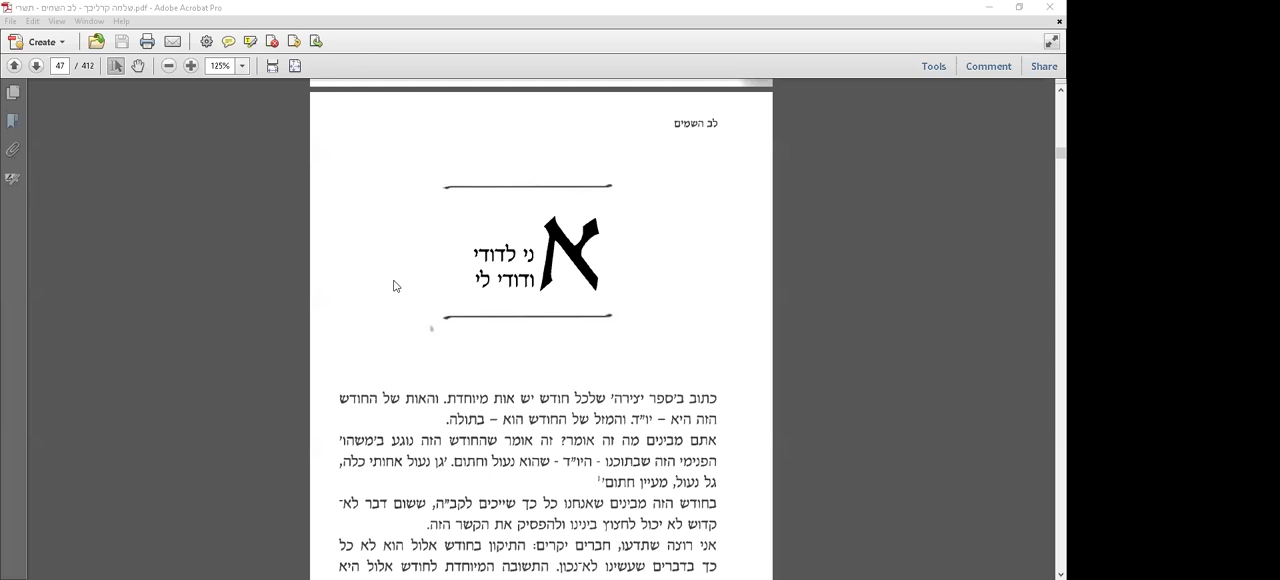 שלמה קרליבך - לב השמים - תשרי.pdf - Adobe Acrobat Pro
File Edit View Window Help
Create
47 / 412 125% Tools Comment Share
לב השמים
אני לדודי
ודודי לי
כתוב ב'ספר יצירה' שלכל חודש יש אות מיוחדת. והאות של החודש
הזה היא – יו"ד. והמזל של החודש הוא – בתולה.
אתם מבינים מה זה אומר? זה אומר שהחודש הזה נוגע ב'משהו'
הפנימי הזה שבתוכנו - היו"ד - שהוא נעול וחתום. 'גן נעול אחותי כלה,
גל נעול, מעיין חתום'1
בחודש הזה מבינים שאנחנו כל כך שייכים לקב"ה, ששום דבר לא-
קדוש לא יכול לחצוץ בינינו ולהפסיק את הקשר הזה.
אני רוצה שתדעו, חברים יקרים: התיקון בחודש אלול הוא לא כל
כך בדברים שעשינו לא-נכון. התשובה המיוחדת לחודש אלול היא